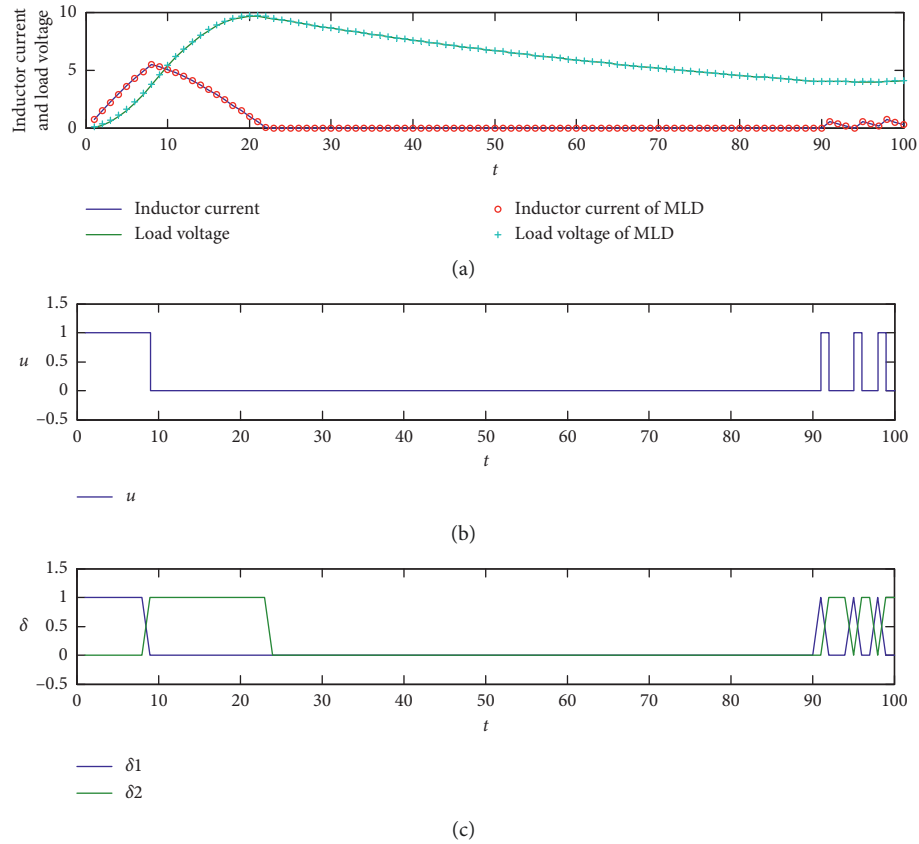 10
5
0
Inductor current
and load voltage
0 10 20 30 40 50 60 70 80 90 100
t
Inductor current
Load voltage
Inductor current of MLD
Load voltage of MLD
(a)
1.5
1
0.5
0
−0.5
u
0 10 20 30 40 50 60 70 80 90 100
t
u
(b)
1.5
1
0.5
0
−0.5
δ
0 10 20 30 40 50 60 70 80 90 100
t
δ1
δ2
(c)